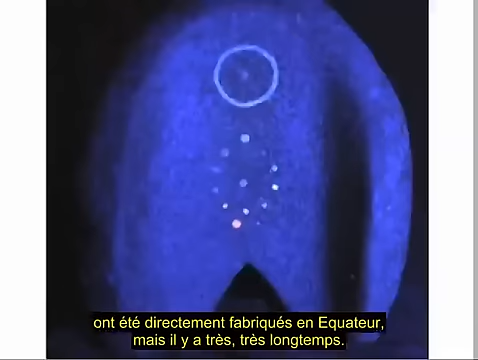 ont été directement fabriqués en Equateur,
mais il y a très, très longtemps.